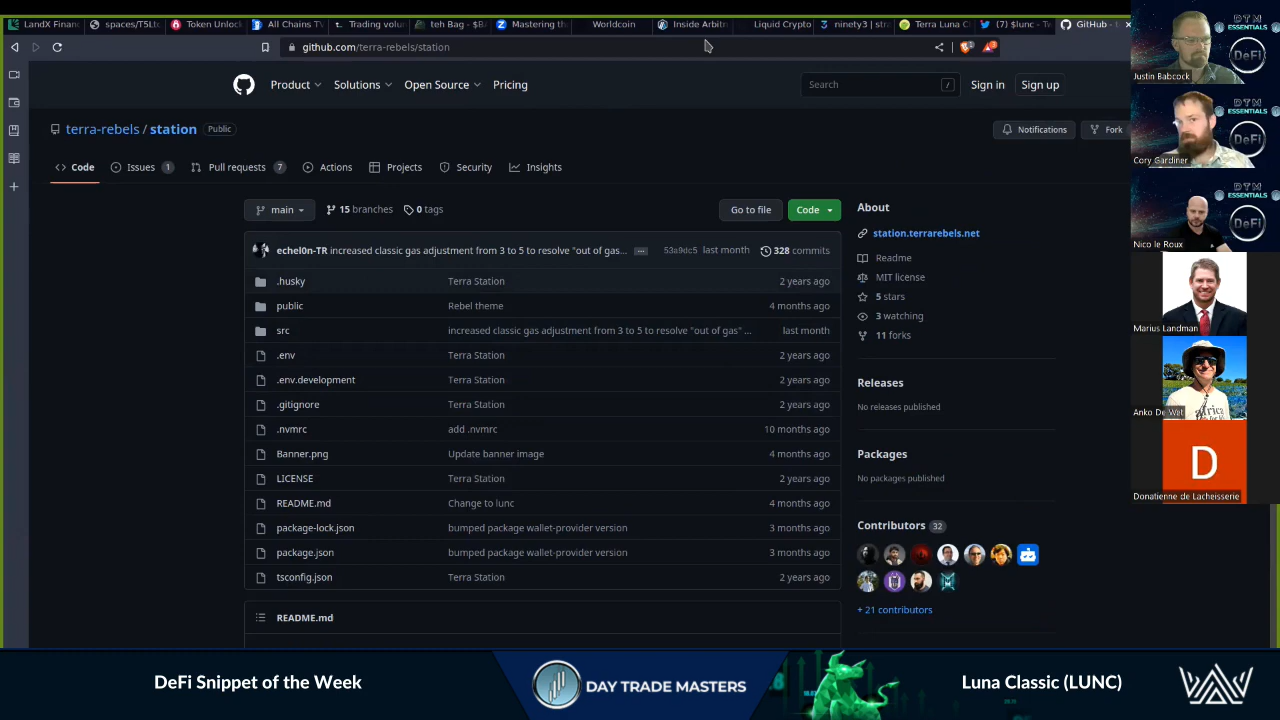 LandX Financ
spaces/T5Lt
Token Unlock
All Chains TV
Trading volu
teh Bag - $B
Mastering th
Worldcoin
Inside Arbitr
Liquid Crypto
ninety3 | str
Terra Luna C
(7) $lunc - Tw
GitHub - t
github.com/terra-rebels/station
Product
Solutions
Open Source
Pricing
Search
/
Sign in
Sign up
terra-rebels / station
Public
Notifications
Fork
Code
Issues 1
Pull requests 7
Actions
Projects
Security
Insights
main
15 branches
0 tags
Go to file
Code
echel0n-TR increased classic gas adjustment from 3 to 5 to resolve "out of gas... ... 53a9dc5 last month 328 commits
.husky Terra Station 2 years ago
public Rebel theme 4 months ago
src increased classic gas adjustment from 3 to 5 to resolve "out of gas" ... last month
.env Terra Station 2 years ago
.env.development Terra Station 2 years ago
.gitignore Terra Station 2 years ago
.nvmrc add .nvmrc 10 months ago
Banner.png Update banner image 4 months ago
LICENSE Terra Station 2 years ago
README.md Change to lunc 4 months ago
package-lock.json bumped package wallet-provider version 3 months ago
package.json bumped package wallet-provider version 3 months ago
tsconfig.json Terra Station 2 years ago
README.md
About
station.terrarebels.net
Readme
MIT license
5 stars
3 watching
11 forks
Releases
No releases published
Packages
No packages published
Contributors 32
+ 21 contributors
DTM
ESSENTIALS
DeFi
Justin Babcock
DTM
ESSENTIALS
DeFi
Cory Gardiner
DTM
ESSENTIALS
DeFi
Nico le Roux
Marius Landman
africa
Anko De Wet
D
Donatienne de Lacheisserie
DeFi Snippet of the Week
DAY TRADE MASTERS
Luna Classic (LUNC)